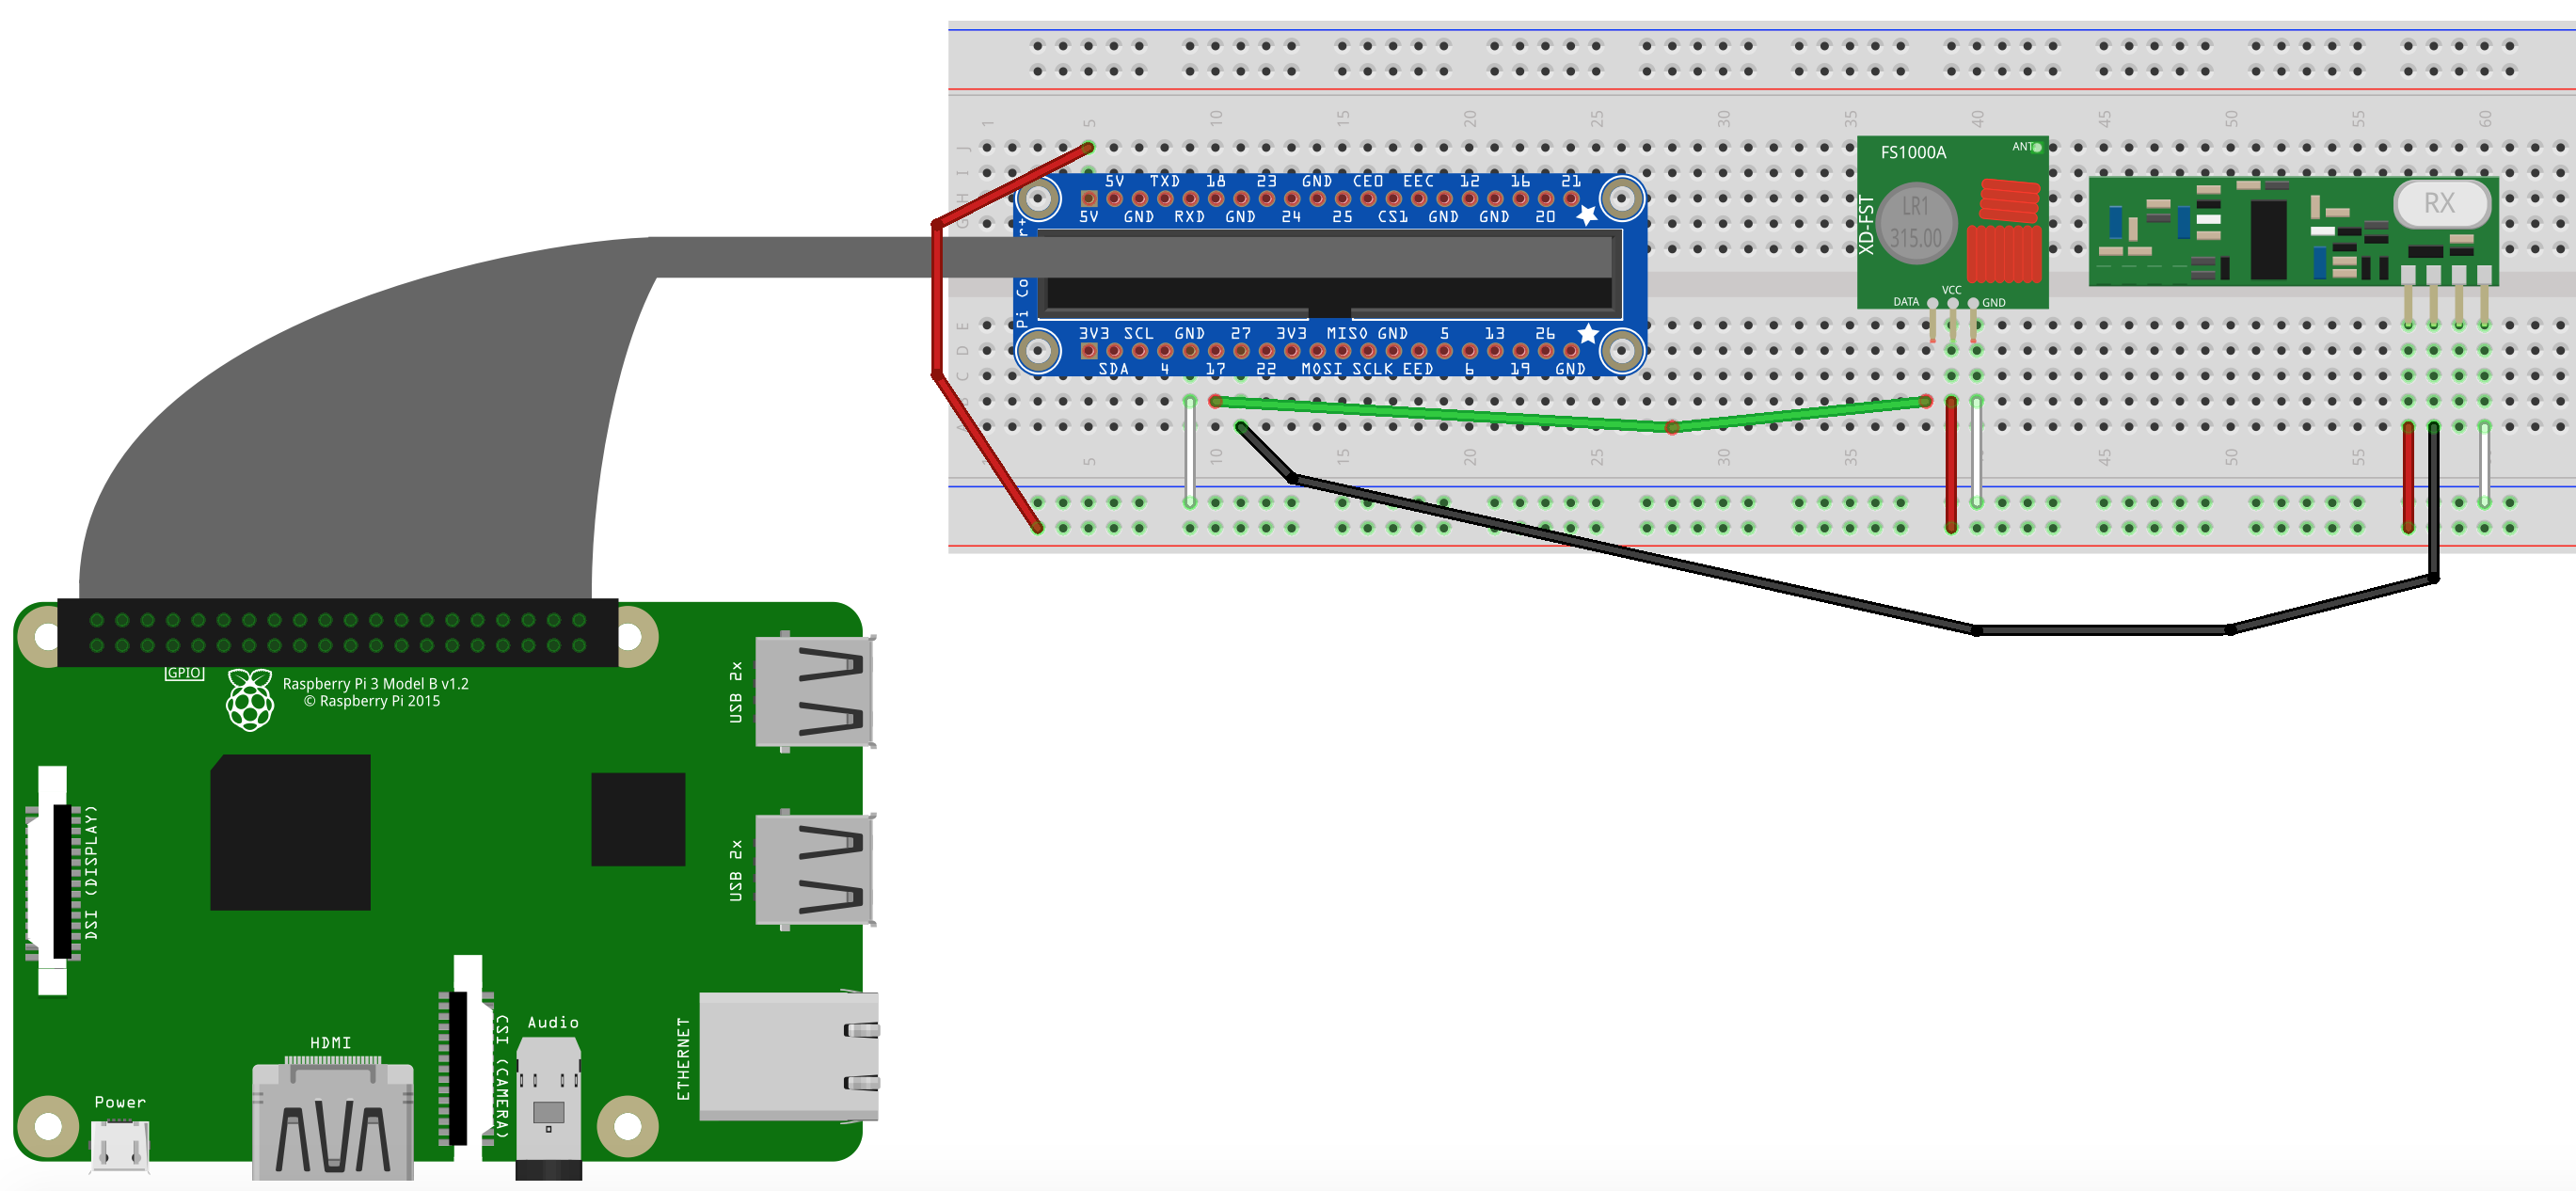 1 5 10 15 20 25 30 35 40 45 50 55 60
J
I
H
G
5V TXD 18 23 GND CE0 EEC 12 16 21
5V GND RXD GND 24 25 CS1 GND GND 20
Pi Co r+
3V3 SCL GND 27 3V3 MISO GND 5 13 26
SDA 4 17 22 MOSI SCLK EED 6 19 GND
FS1000A ANT
XD-FST
LR1
315.00
DATA VCC GND
RX
E
D
C
B
A
1 5 10 15 20 25 30 35 40 45 50 55
GPIO
Raspberry Pi 3 Model B v1.2
© Raspberry Pi 2015
USB 2x
USB 2x
DSI (DISPLAY)
CSI (CAMERA)
Audio
ETHERNET
HDMI
Power